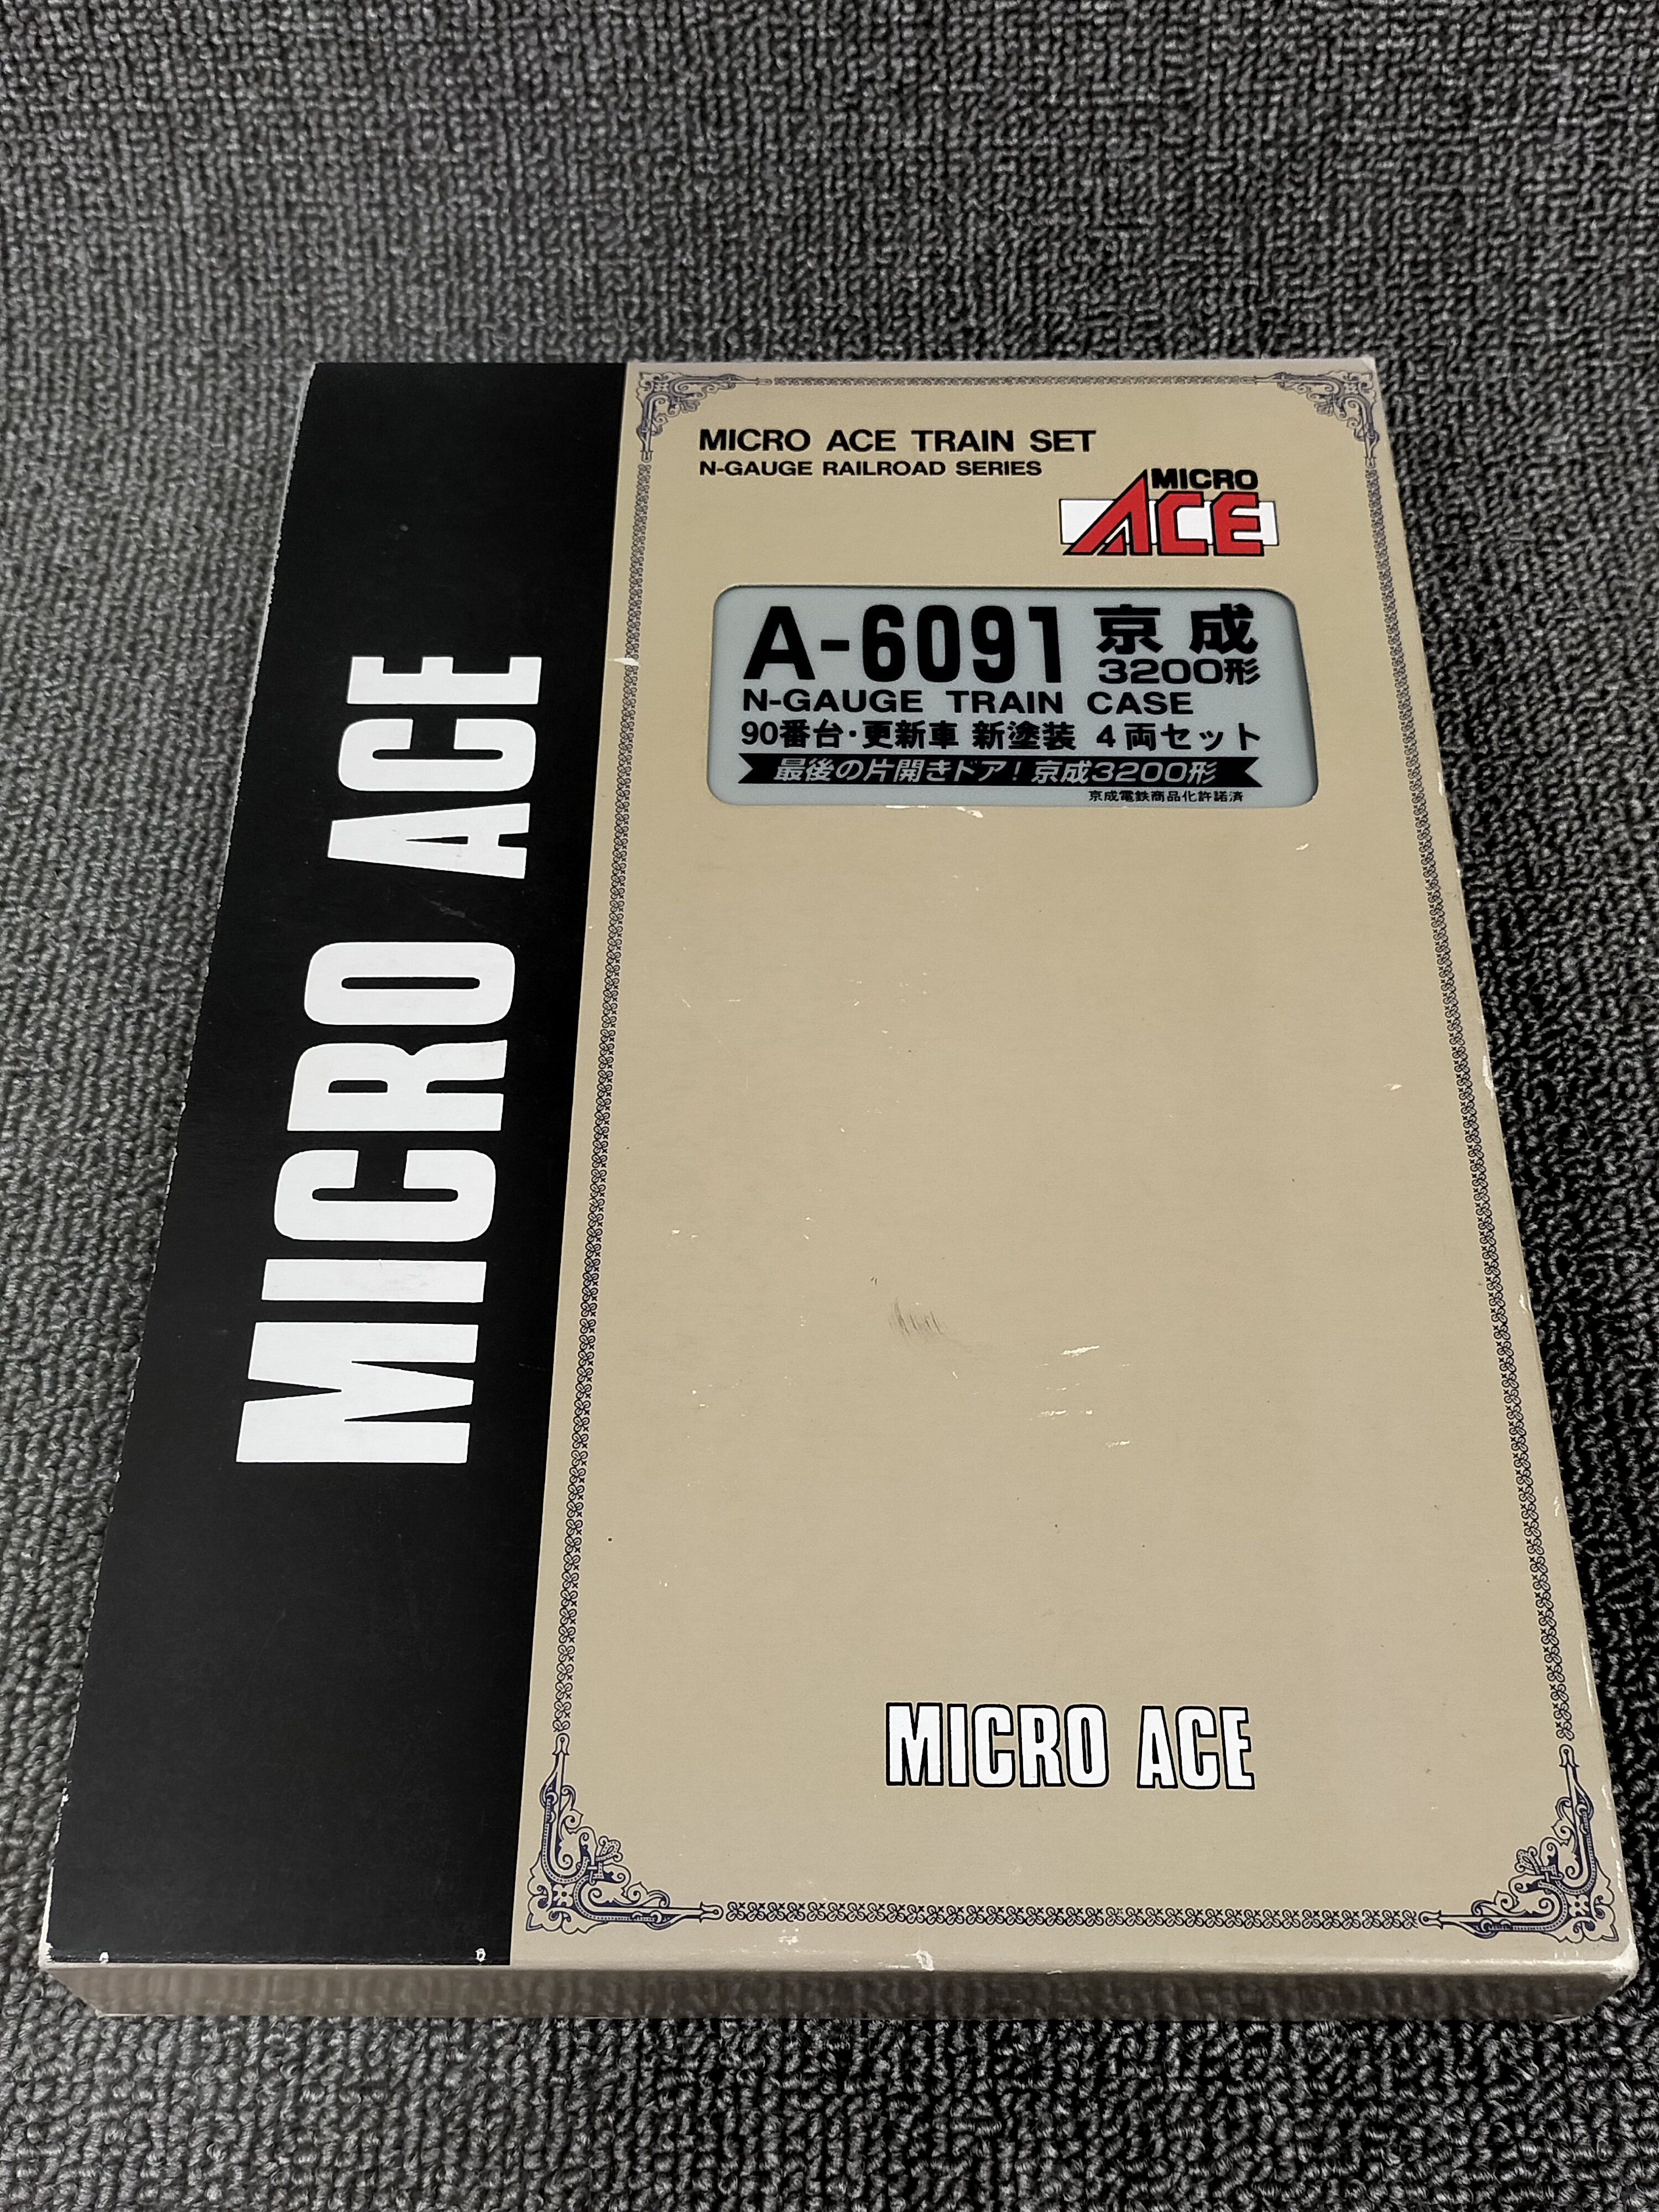 MICRO ACE
MICRO ACE TRAIN SET
N-GAUGE RAILROAD SERIES
MICRO
ACE
A-6091 京成
3200形
N-GAUGE TRAIN CASE
90番台・更新車 新塗装 4両セット
最後の片開きドア!京成3200形
京成電鉄商品化許諾済
MICRO ACE